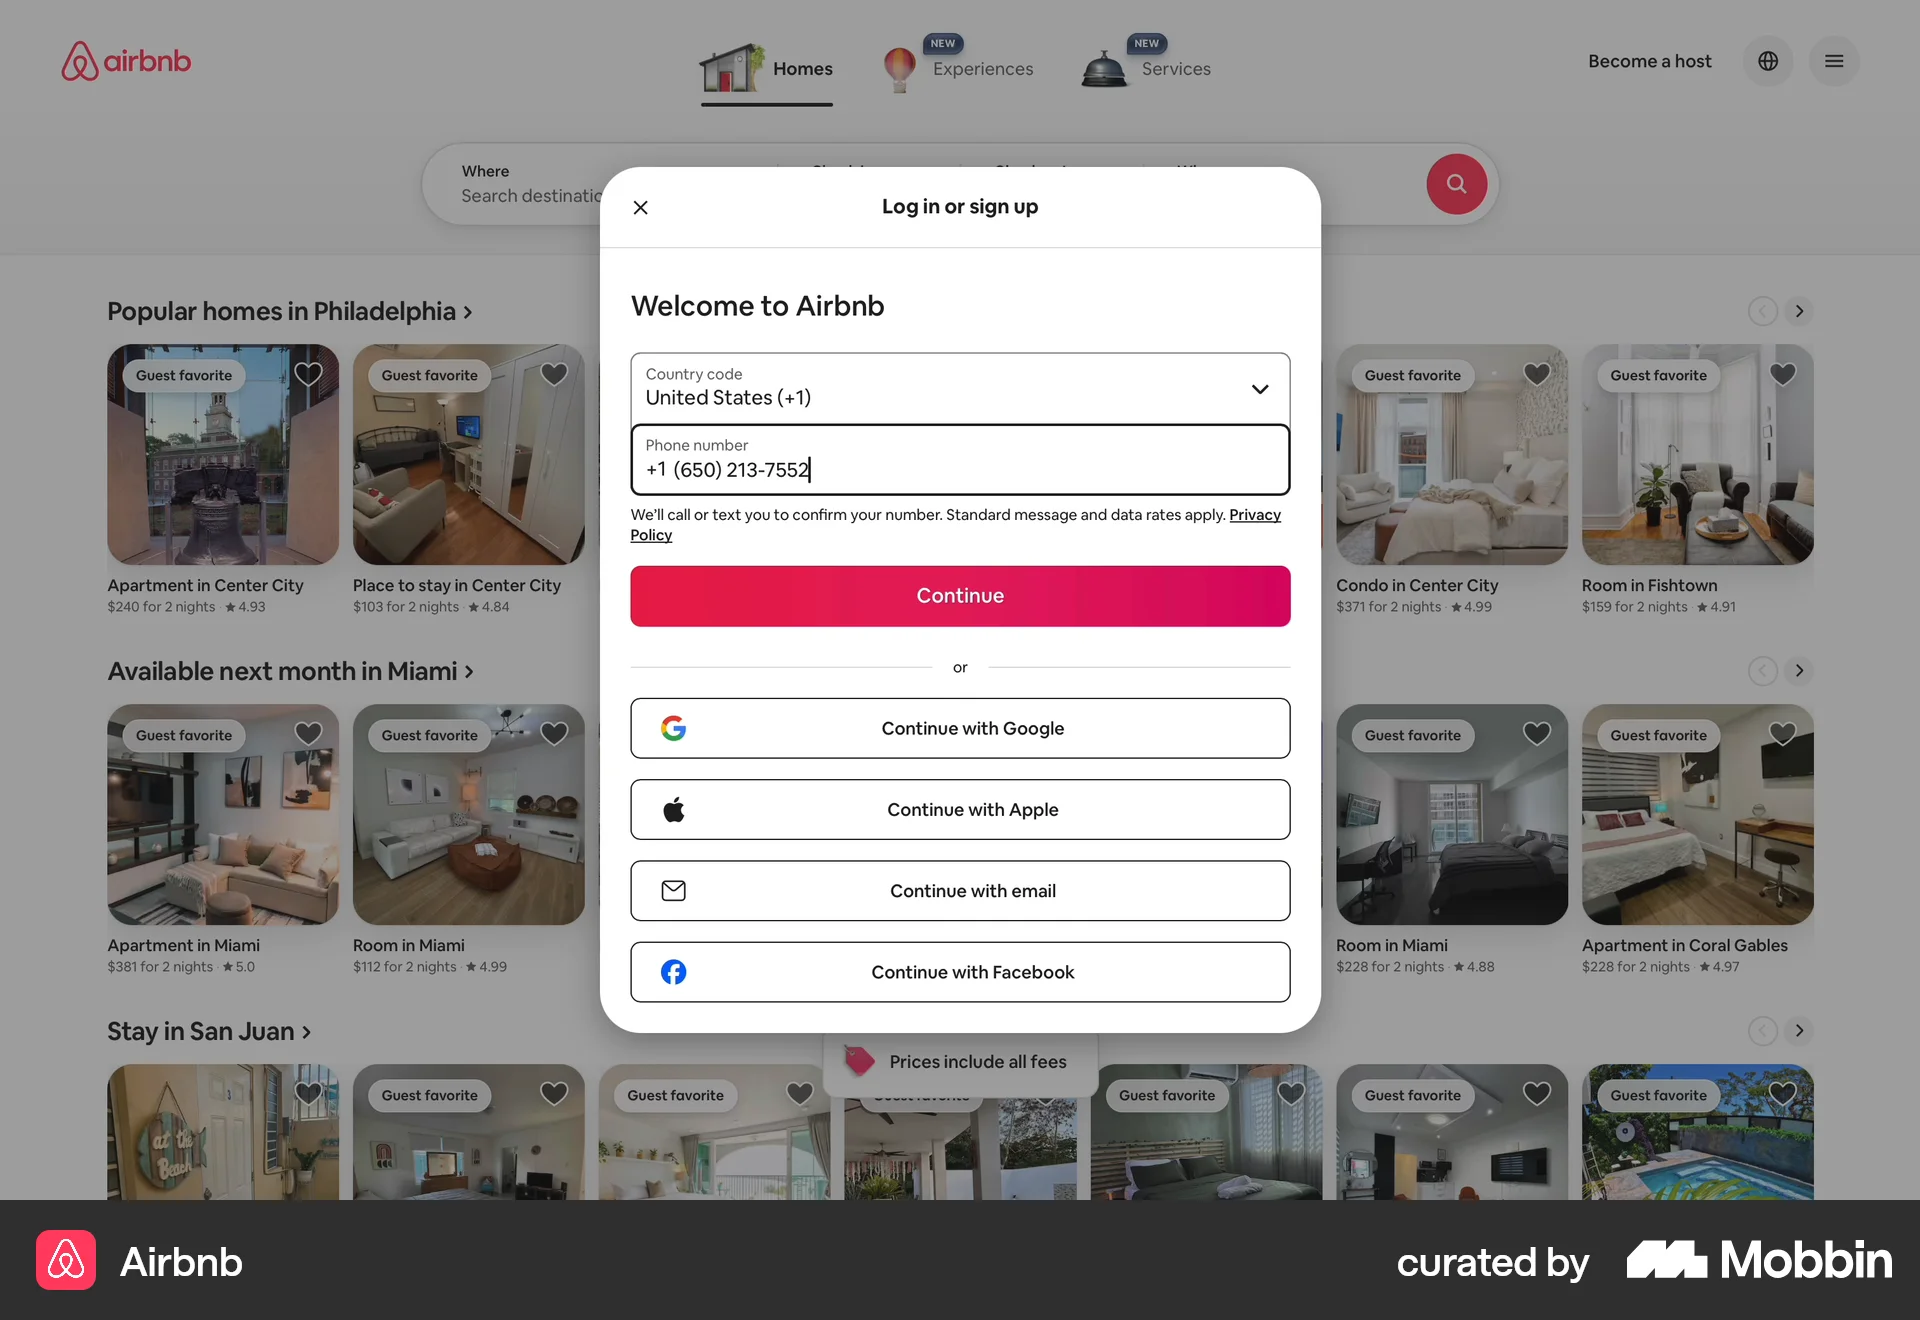 airbnb
Homes
NEW
Experiences
NEW
Services
Become a host
Where
Search destinatio
Log in or sign up
Welcome to Airbnb
Country code
United States (+1)
Phone number
+1 (650) 213-7552
We'll call or text you to confirm your number. Standard message and data rates apply. Privacy
Policy
Continue
or
Continue with Google
Continue with Apple
Continue with email
Continue with Facebook
Popular homes in Philadelphia
Guest favorite
Guest favorite
Guest favorite
Guest favorite
Apartment in Center City
$240 for 2 nights · ★ 4.93
Place to stay in Center City
$103 for 2 nights · ★ 4.84
Condo in Center City
$371 for 2 nights · ★ 4.99
Room in Fishtown
$159 for 2 nights · ★ 4.91
Available next month in Miami
Guest favorite
Guest favorite
Guest favorite
Guest favorite
Apartment in Miami
$381 for 2 nights · ★ 5.0
Room in Miami
$112 for 2 nights · ★ 4.99
Room in Miami
$228 for 2 nights · ★ 4.88
Apartment in Coral Gables
$228 for 2 nights · ★ 4.97
Stay in San Juan
Prices include all fees
at the
Beach
Guest favorite
Guest favorite
Guest favorite
Guest favorite
Guest favorite
Guest favorite
Airbnb
curated by
Mobbin